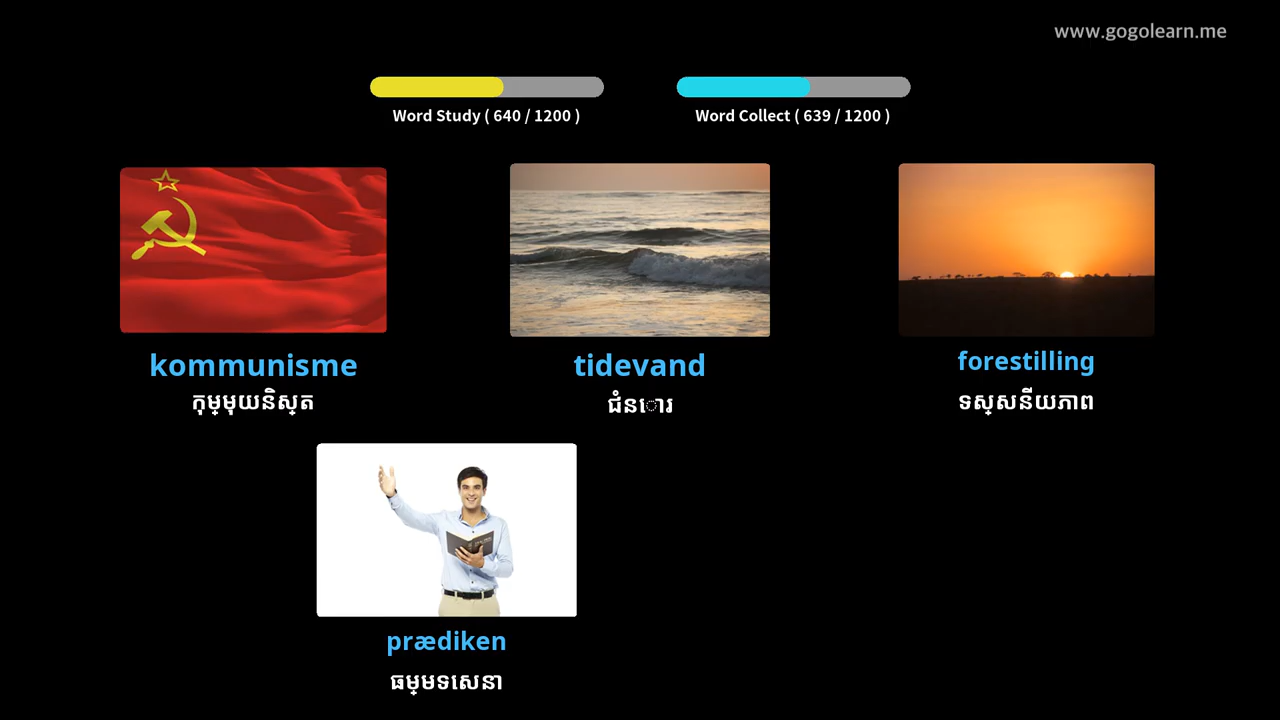 www.gogolearn.me
Word Study ( 640 / 1200 )
Word Collect ( 639 / 1200 )
kommunisme
កុម្មុយនិស្ត
tidevand
ជំនោរ
forestilling
ទស្សនីយភាព
prædiken
ធម្មទេសនា